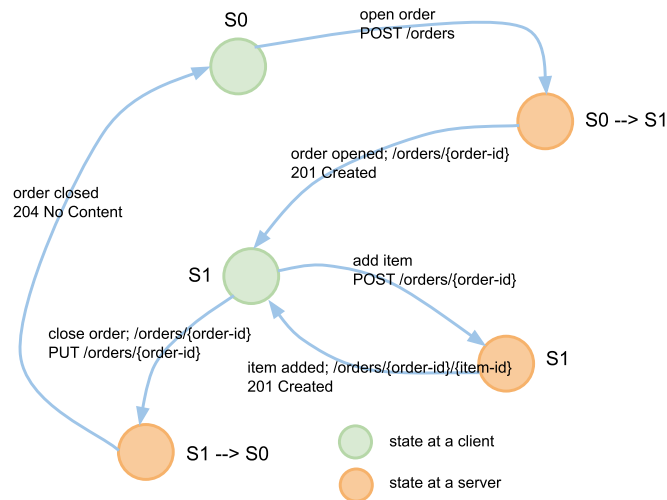 S0
open order
POST /orders
S0 --> S1
order opened; /orders/{order-id}
201 Created
order closed
204 No Content
S1
add item
POST /orders/{order-id}
close order; /orders/{order-id}
PUT /orders/{order-id}
item added; /orders/{order-id}/{item-id}
201 Created
S1
S1 --> S0
state at a client
state at a server